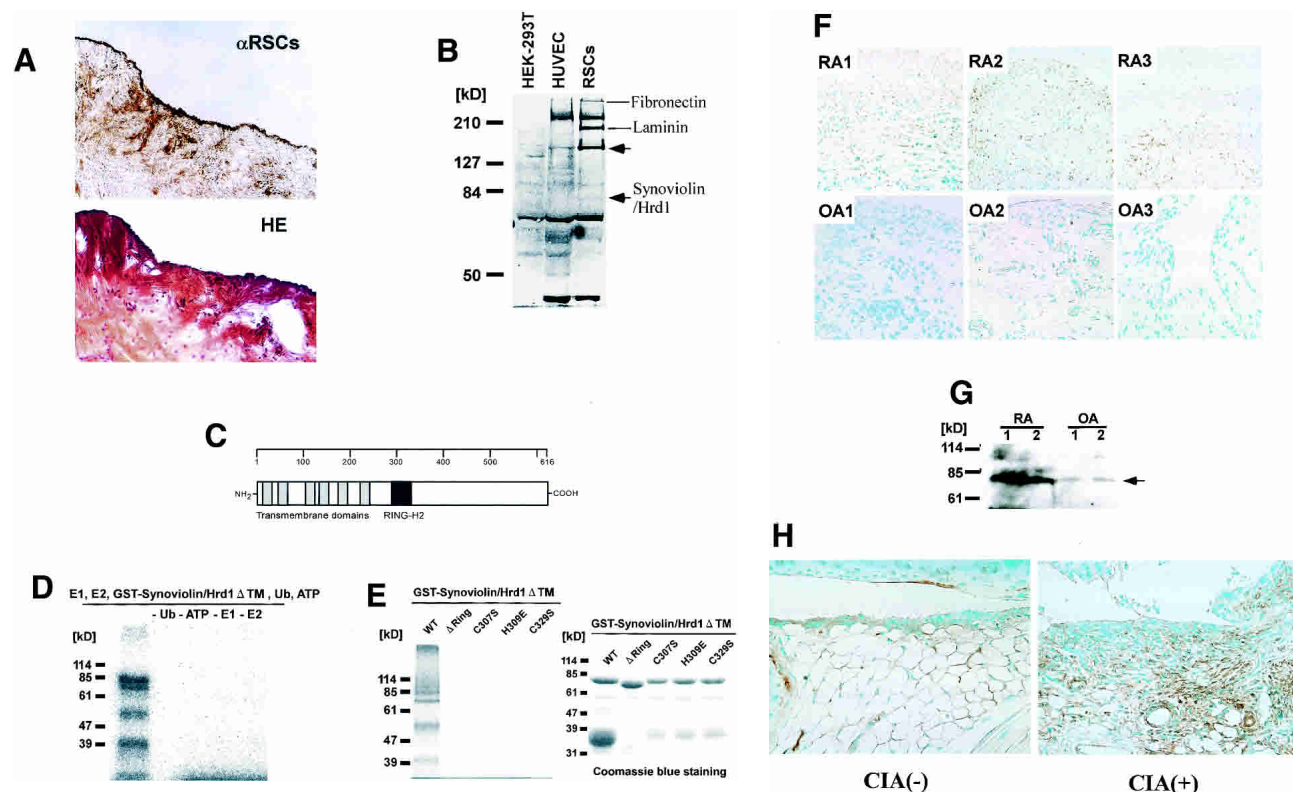 A
αRSCs
HE
B
HEK-293T
HUVEC
RSCs
[kD]
210
127
84
50
Fibronectin
Laminin
Synoviolin
/Hrd1
C
1 100 200 300 400 500 616
NH2
COOH
Transmembrane domains RING-H2
D
E1, E2, GST-Synoviolin/Hrd1 Δ TM , Ub, ATP
- Ub - ATP - E1 - E2
[kD]
114
85
61
47
39
E
GST-Synoviolin/Hrd1 Δ TM
WT
Δ Ring
C307S
H309E
C329S
[kD]
114
85
61
47
39
GST-Synoviolin/Hrd1 Δ TM
WT
Δ Ring
C307S
H309E
C329S
[kD]
114
85
61
49
39
31
Coomassie blue staining
F
RA1
RA2
RA3
OA1
OA2
OA3
G
RA OA
[kD] 1 2 1 2
114
85
61
H
CIA(-)
CIA(+)